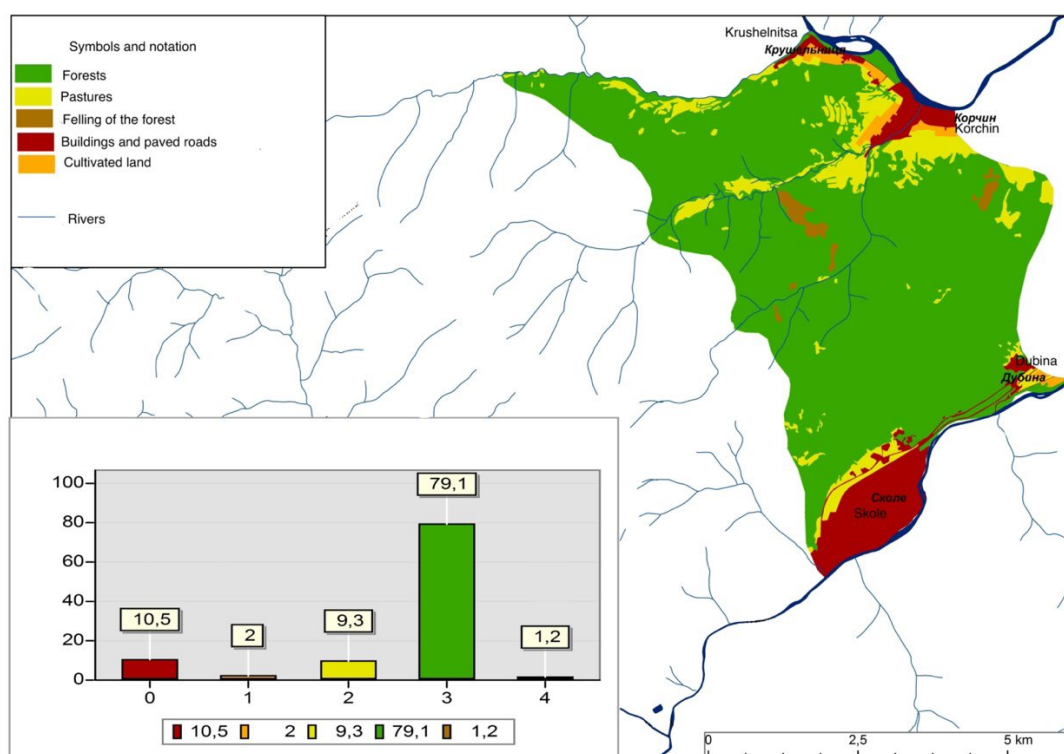 Symbols and notation
Forests
Pastures
Felling of the forest
Buildings and paved roads
Cultivated land
Rivers
Krushelnitsa
Крушельница
Корчин
Korchin
Dubina
Дубина
Сколе
Skole
100
80
60
40
20
0
10,5
2
9,3
79,1
1,2
0 1 2 3 4
10,5 2 9,3 79,1 1,2
0 2,5 5 km